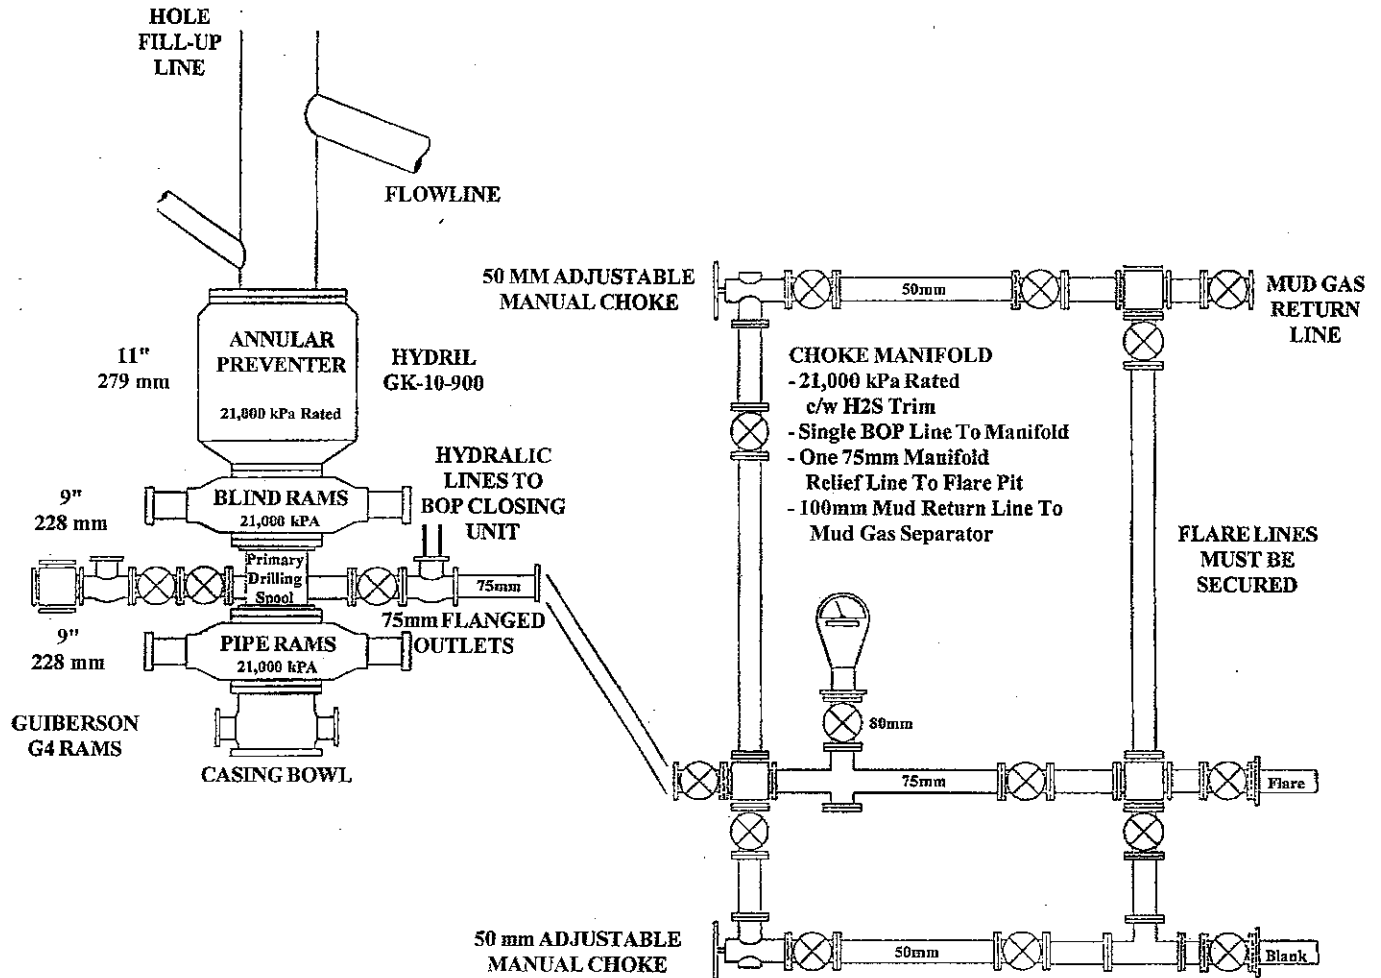 HOLE
FILL-UP
LINE
FLOWLINE
11"
279 mm
ANNULAR
PREVENTER
21,000 kPa Rated
HYDRIL
GK-10-900
9"
228 mm
BLIND RAMS
21,000 kPA
HYDRALIC
LINES TO
BOP CLOSING
UNIT
Primary
Drilling
Spool
75mm
75mm FLANGED
OUTLETS
9"
228 mm
PIPE RAMS
21,000 kPA
GUIBERSON
G4 RAMS
CASING BOWL
50 MM ADJUSTABLE
MANUAL CHOKE
50mm
MUD GAS
RETURN
LINE
CHOKE MANIFOLD
- 21,000 kPa Rated
c/w H2S Trim
- Single BOP Line To Manifold
- One 75mm Manifold
Relief Line To Flare Pit
- 100mm Mud Return Line To
Mud Gas Separator
FLARE LINES
MUST BE
SECURED
80mm
75mm
Flare
50 mm ADJUSTABLE
MANUAL CHOKE
50mm
Blank